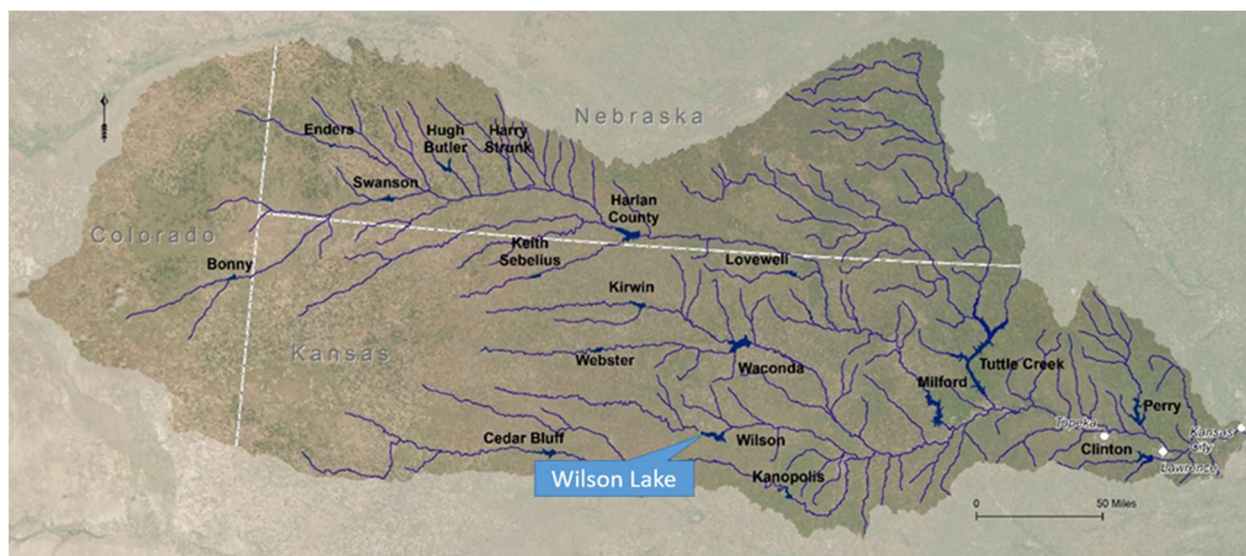 Nebraska
Enders
Hugh
Butler
Harry
Strunk
Swanson
Harlan
County
Colorado
Bonny
Keith
Sebelius
Lovewell
Kirwin
Kansas
Webster
Waconda
Tuttle Creek
Milford
Perry
Topeka
Kansas
City
Cedar Bluff
Wilson
Clinton
Lawrence
Wilson Lake
Kanopolis
0
50 Miles